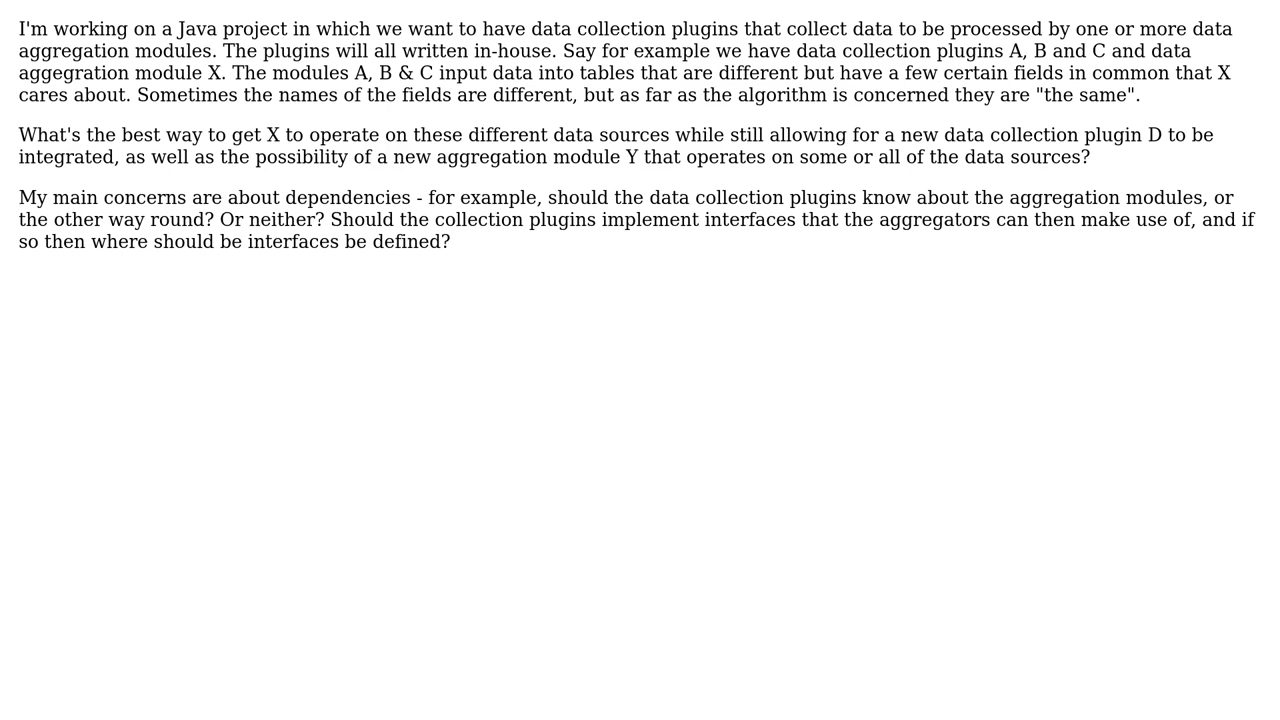 I'm working on a Java project in which we want to have data collection plugins that collect data to be processed by one or more data
aggregation modules. The plugins will all written in-house. Say for example we have data collection plugins A, B and C and data
aggegration module X. The modules A, B & C input data into tables that are different but have a few certain fields in common that X
cares about. Sometimes the names of the fields are different, but as far as the algorithm is concerned they are "the same".
What's the best way to get X to operate on these different data sources while still allowing for a new data collection plugin D to be
integrated, as well as the possibility of a new aggregation module Y that operates on some or all of the data sources?
My main concerns are about dependencies - for example, should the data collection plugins know about the aggregation modules, or
the other way round? Or neither? Should the collection plugins implement interfaces that the aggregators can then make use of, and if
so then where should be interfaces be defined?